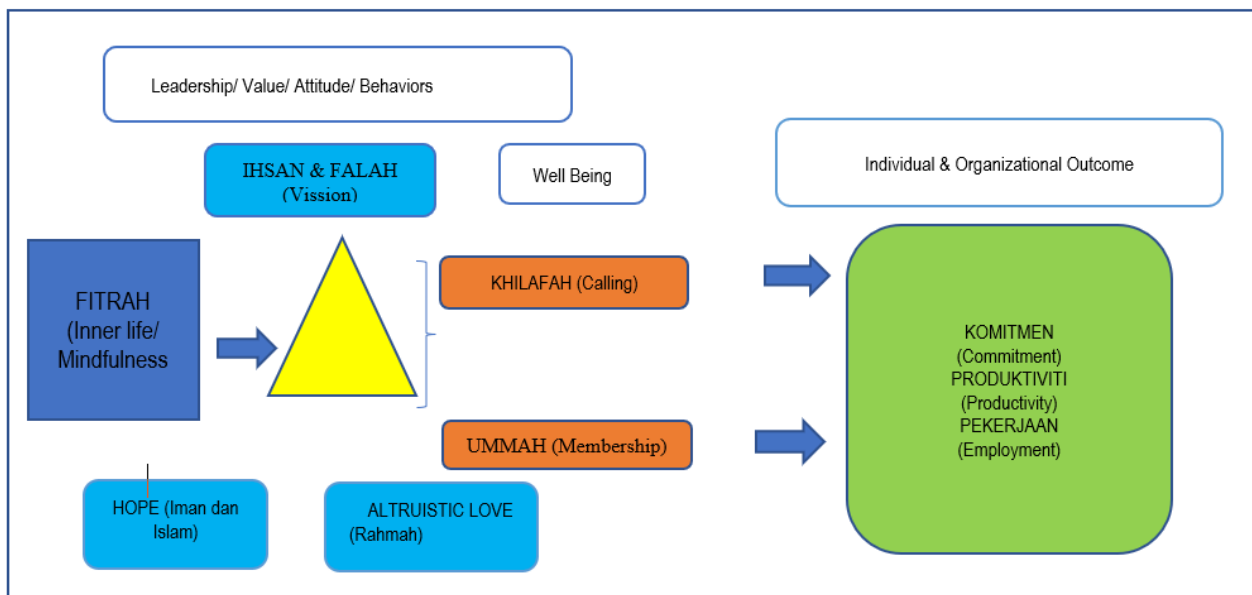 Leadership/ Value/ Attitude/ Behaviors
IHSAN & FALAH
(Vission)
Well Being
Individual & Organizational Outcome
FITRAH
(Inner life/
Mindfulness
KHILAFAH (Calling)
UMMAH (Membership)
KOMITMEN
(Commitment)
PRODUKTIVITI
(Productivity)
PEKERJAAN
(Employment)
HOPE (Iman dan
Islam)
ALTRUISTIC LOVE
(Rahmah)